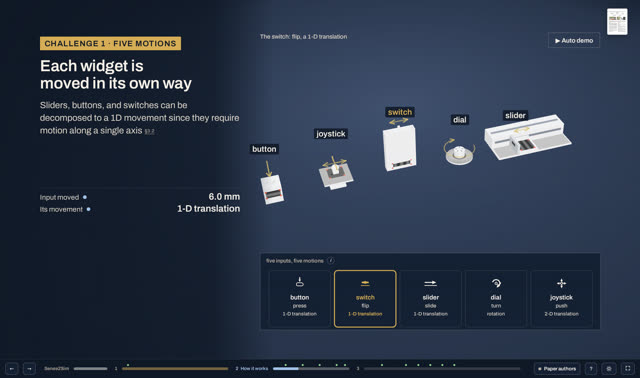 CHALLENGE 1 · FIVE MOTIONS
Each widget is
moved in its own way
Sliders, buttons, and switches can be
decomposed to a 1D movement since they require
motion along a single axis
Input moved
6.0 mm
Its movement
1-D translation
The switch: flip, a 1-D translation
▶ Auto demo
button
joystick
switch
dial
slider
five inputs, five motions
button
press
1-D translation
switch
flip
1-D translation
slider
slide
1-D translation
dial
turn
rotation
joystick
push
2-D translation
← →
1
2 How it works
3
Paper authors
?